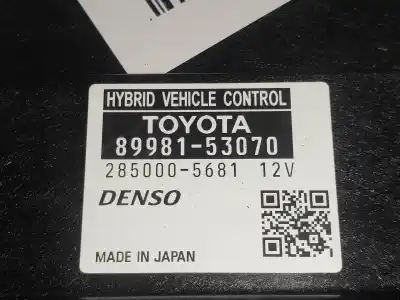 HYBRID VEHICLE CONTROL
TOYOTA
89981-53070
285000-5681 12V
DENSO
MADE IN JAPAN